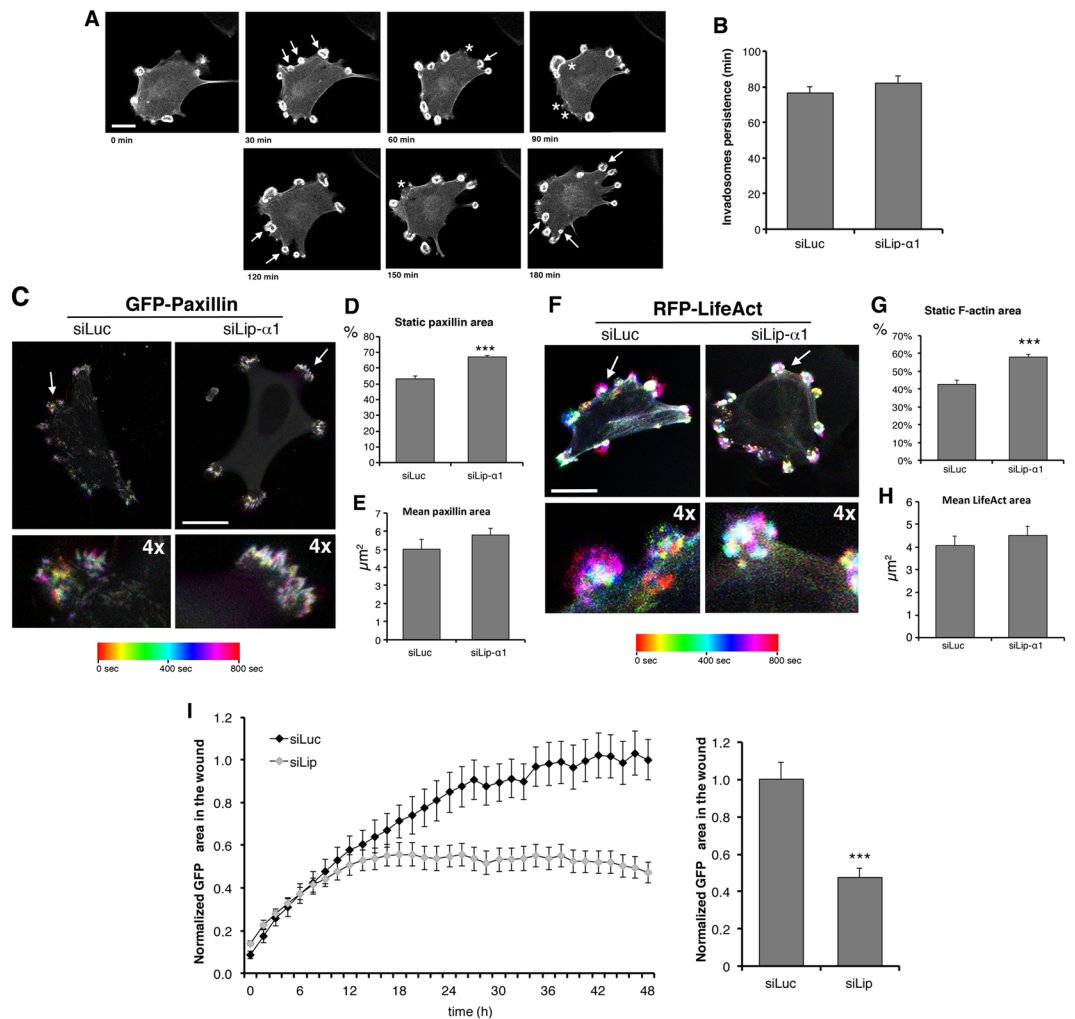 A
0 min
30 min
60 min
90 min
120 min
150 min
180 min
*
*
*
* *
*
B
Invadosomes persistence (min)
100
80
60
40
20
0
siLuc
siLip-α1
C
GFP-Paxillin
siLuc
siLip-α1
4x
4x
0 sec
400 sec
800 sec
D
%
Static paxillin area
80
70
60
50
40
30
20
10
0
***
siLuc
siLip-α1
E
Mean paxillin area
µm2
7
6
5
4
3
2
1
0
siLuc
siLip-α1
F
RFP-LifeAct
siLuc
siLip-α1
4x
4x
0 sec
400 sec
800 sec
G
%
Static F-actin area
70%
60%
50%
40%
30%
20%
10%
0%
***
siLuc
siLip-α1
H
Mean LifeAct area
µm2
6
5
4
3
2
1
0
siLuc
siLip-α1
I
Normalized GFP area in the wound
1.2
1.0
0.8
0.6
0.4
0.2
0.0
siLuc
siLip
0 6 12 18 24 30 36 42 48
time (h)
Normalized GFP area in the wound
1.2
1
0.8
0.6
0.4
0.2
0
***
siLuc
siLip